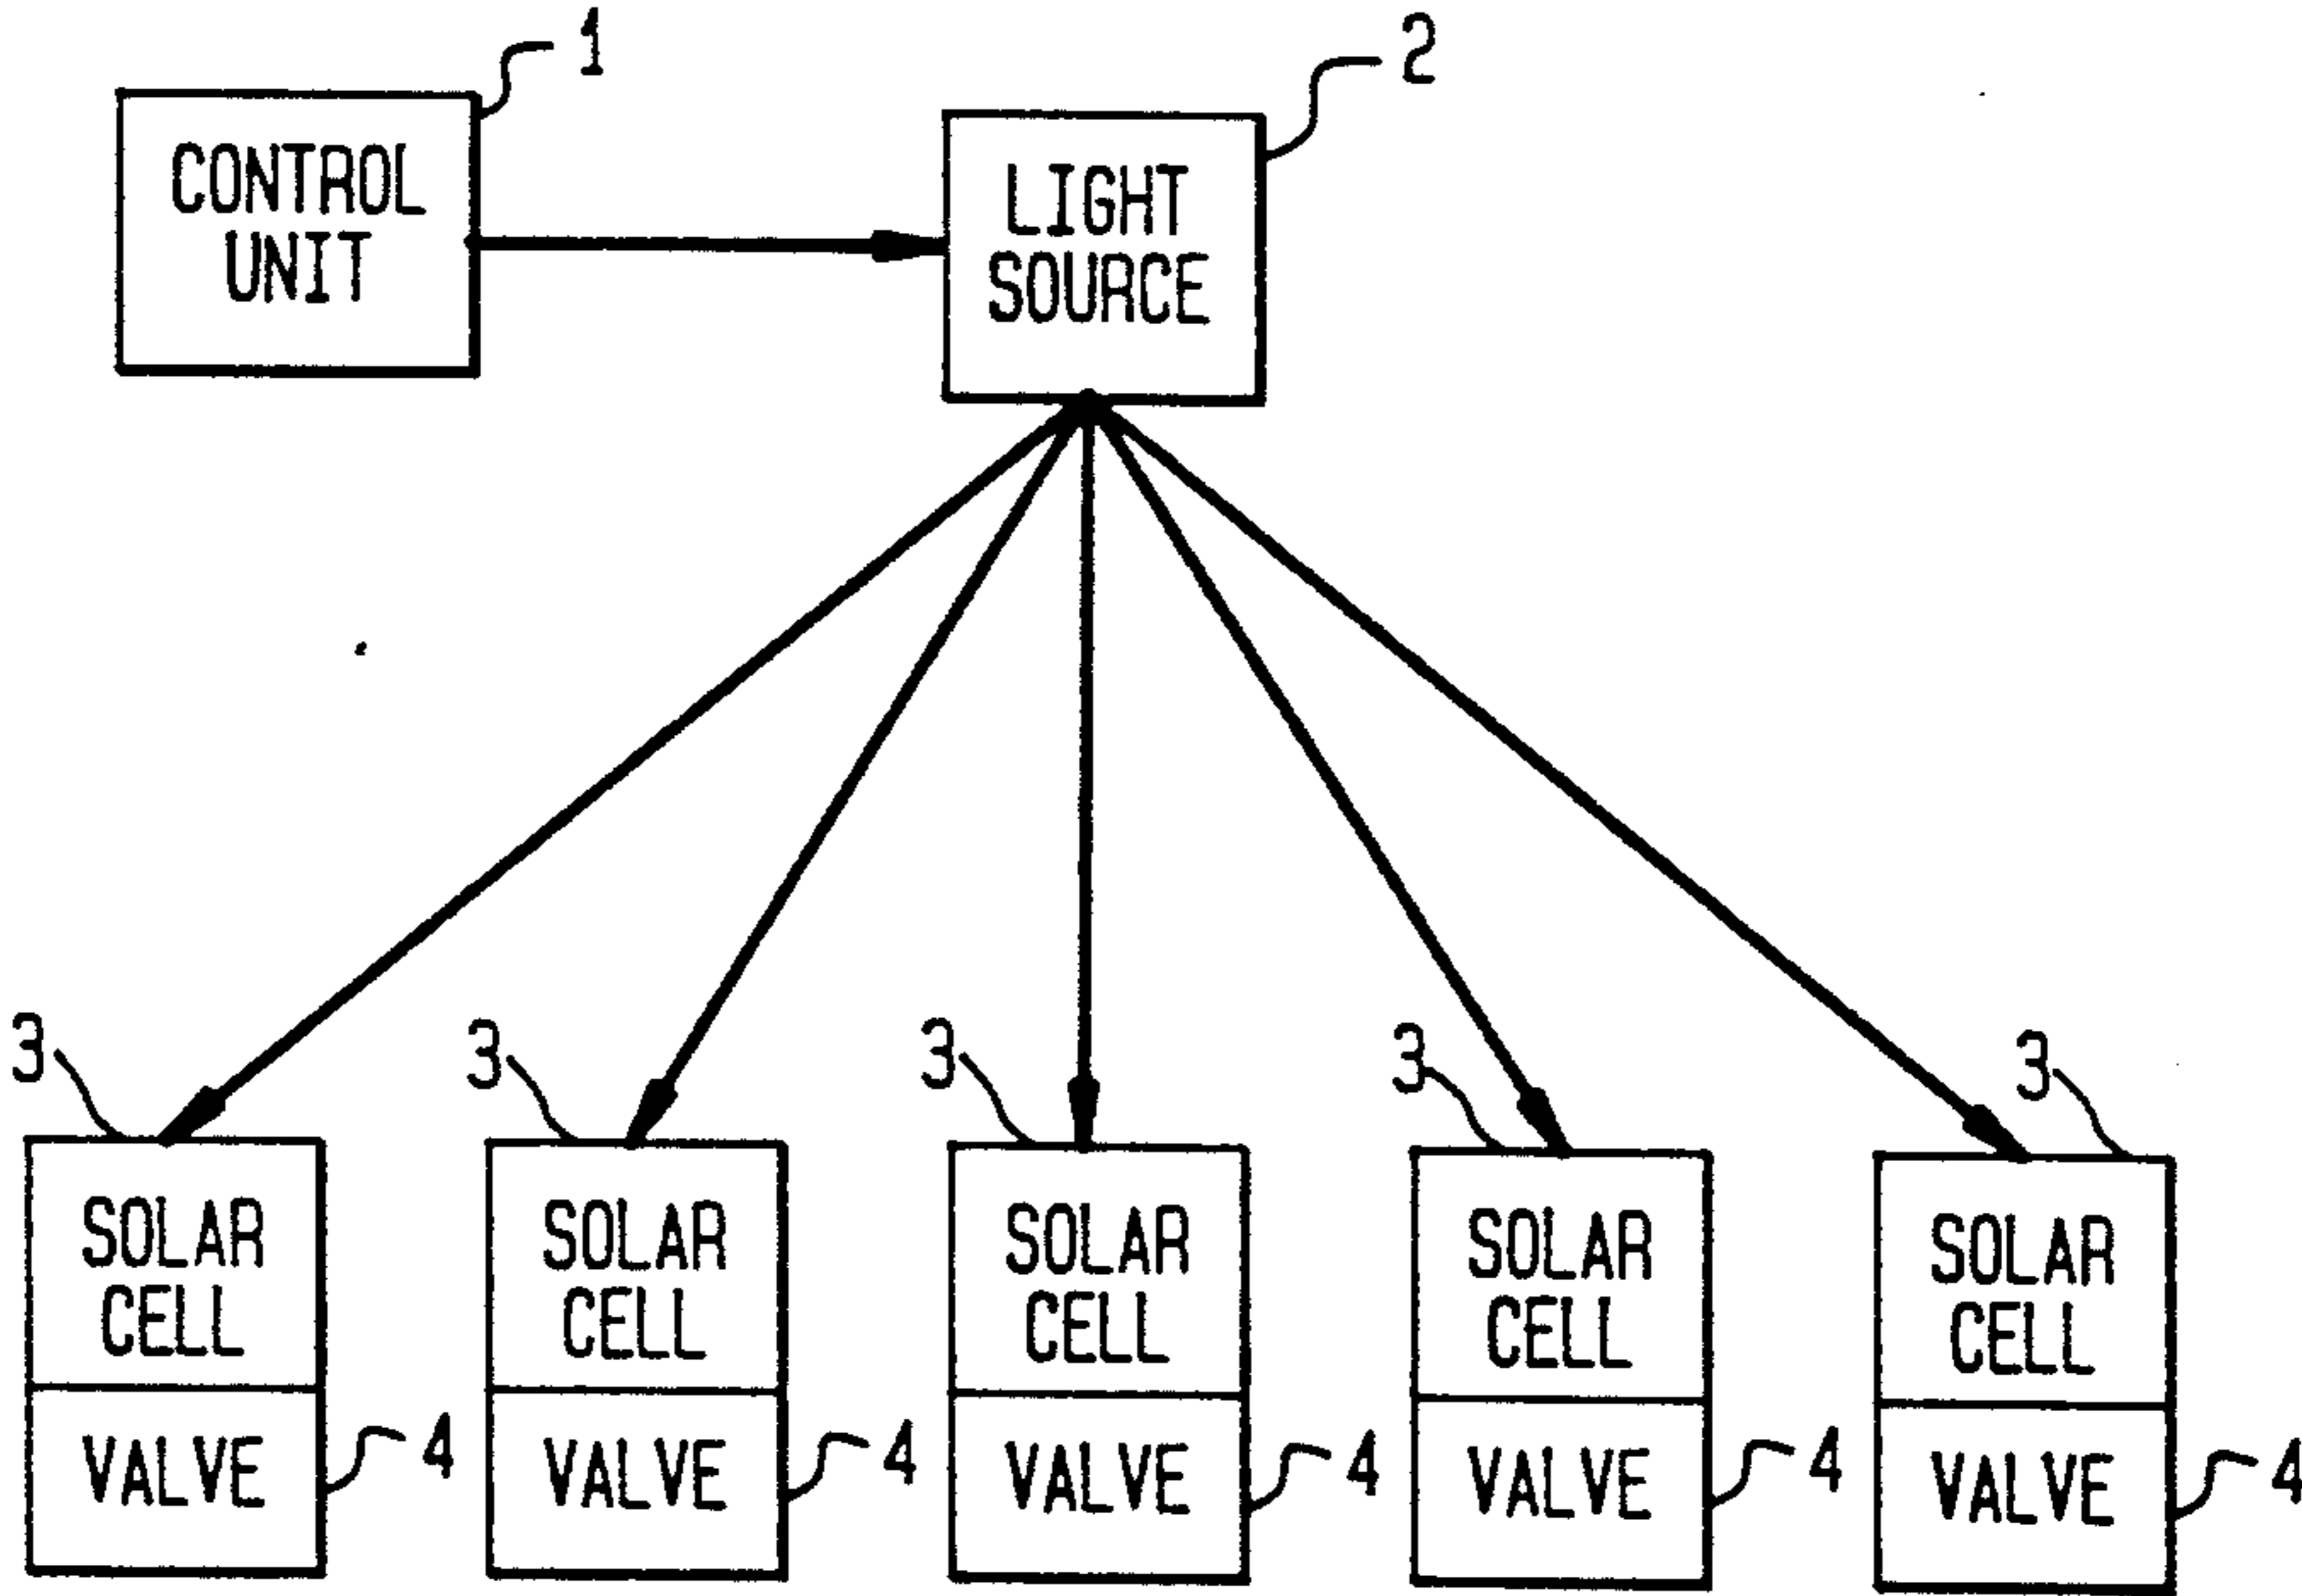 1
2
CONTROL
UNIT
LIGHT
SOURCE
3 3 3 3 3
SOLAR SOLAR SOLAR SOLAR SOLAR
CELL CELL CELL CELL CELL
VALVE VALVE VALVE VALVE VALVE
4 4 4 4 4